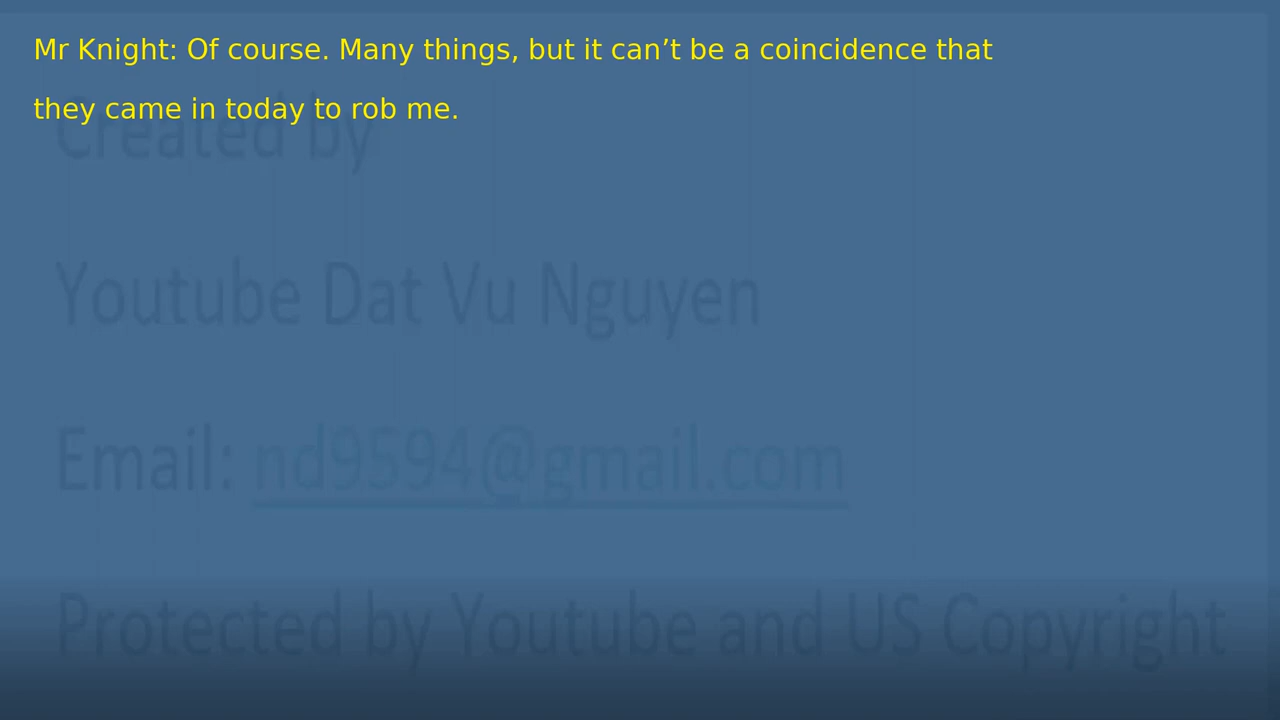 Mr Knight: Of course. Many things, but it can’t be a coincidence that
they came in today to rob me.
Created by
Youtube Dat Vu Nguyen
Email: nd9594@gmail.com
Protected by Youtube and US Copyright